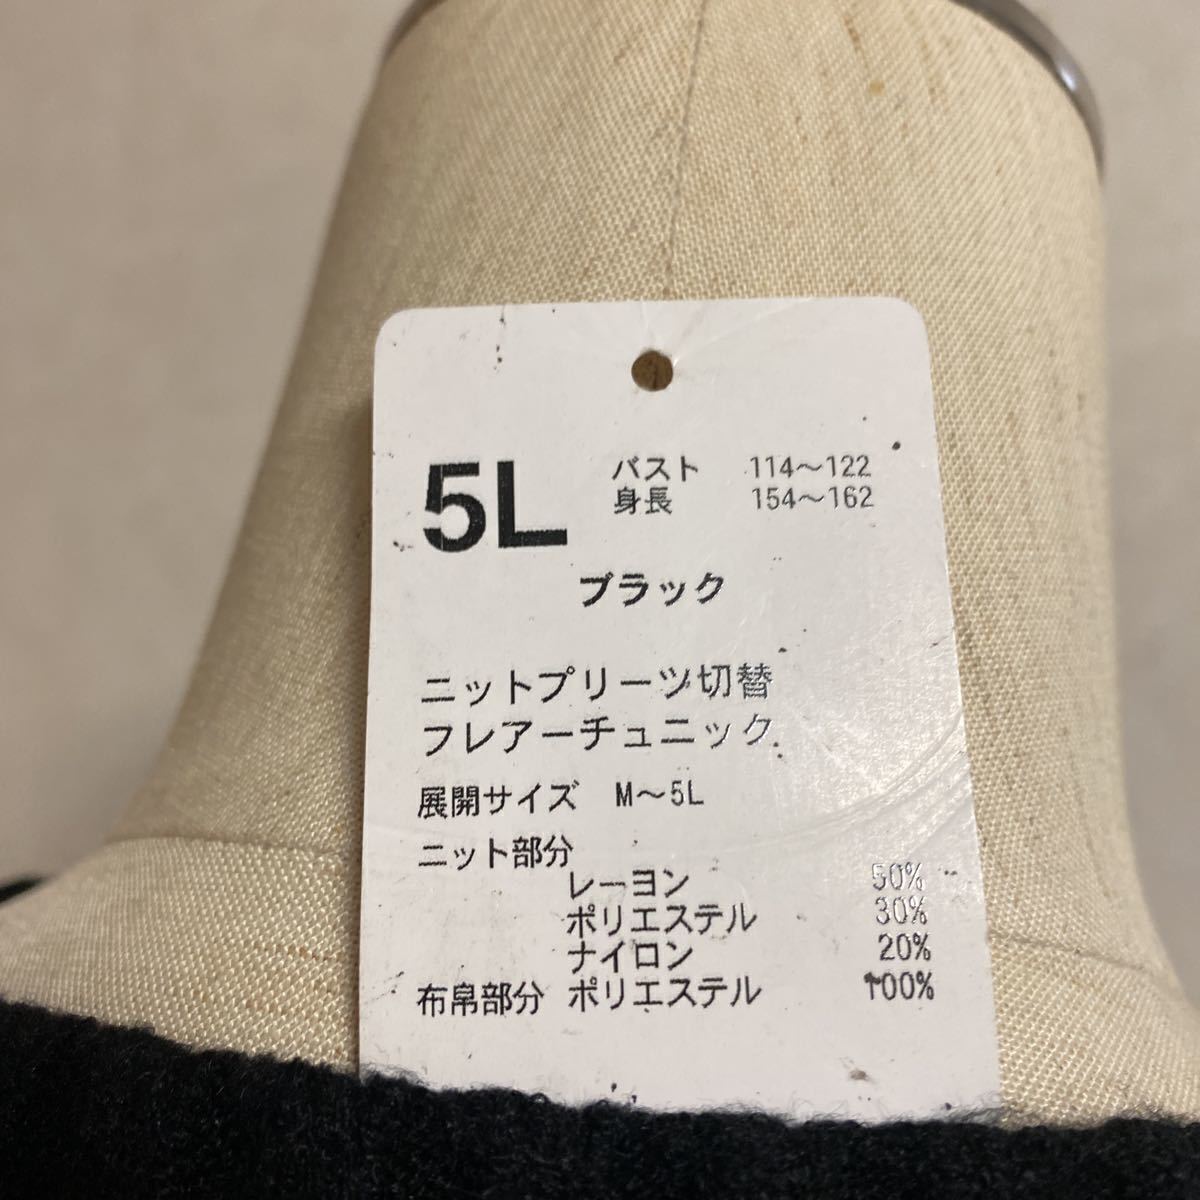 5L バスト 114～122
身長 154～162
ブラック
ニットプリーツ切替
フレアーチュニック
展開サイズ M～5L
ニット部分
レーヨン 50%
ポリエステル 30%
ナイロン 20%
布帛部分 ポリエステル 100%